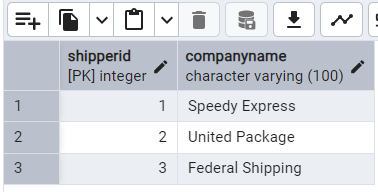 shipperid companyname
[PK] integer character varying (100)
1 1 Speedy Express
2 2 United Package
3 3 Federal Shipping